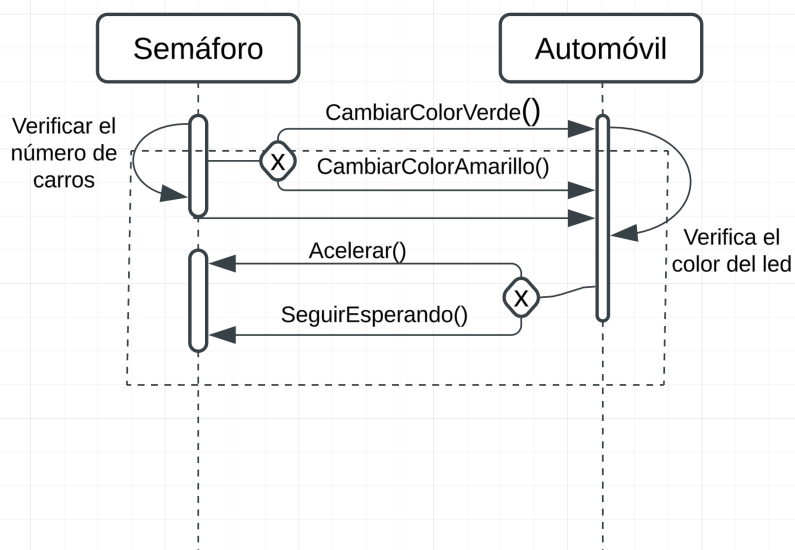 Semáforo
Automóvil
CambiarColorVerde()
Verificar el
número de
carros
X
CambiarColorAmarillo()
Verifica el
color del led
Acelerar()
X
SeguirEsperando()